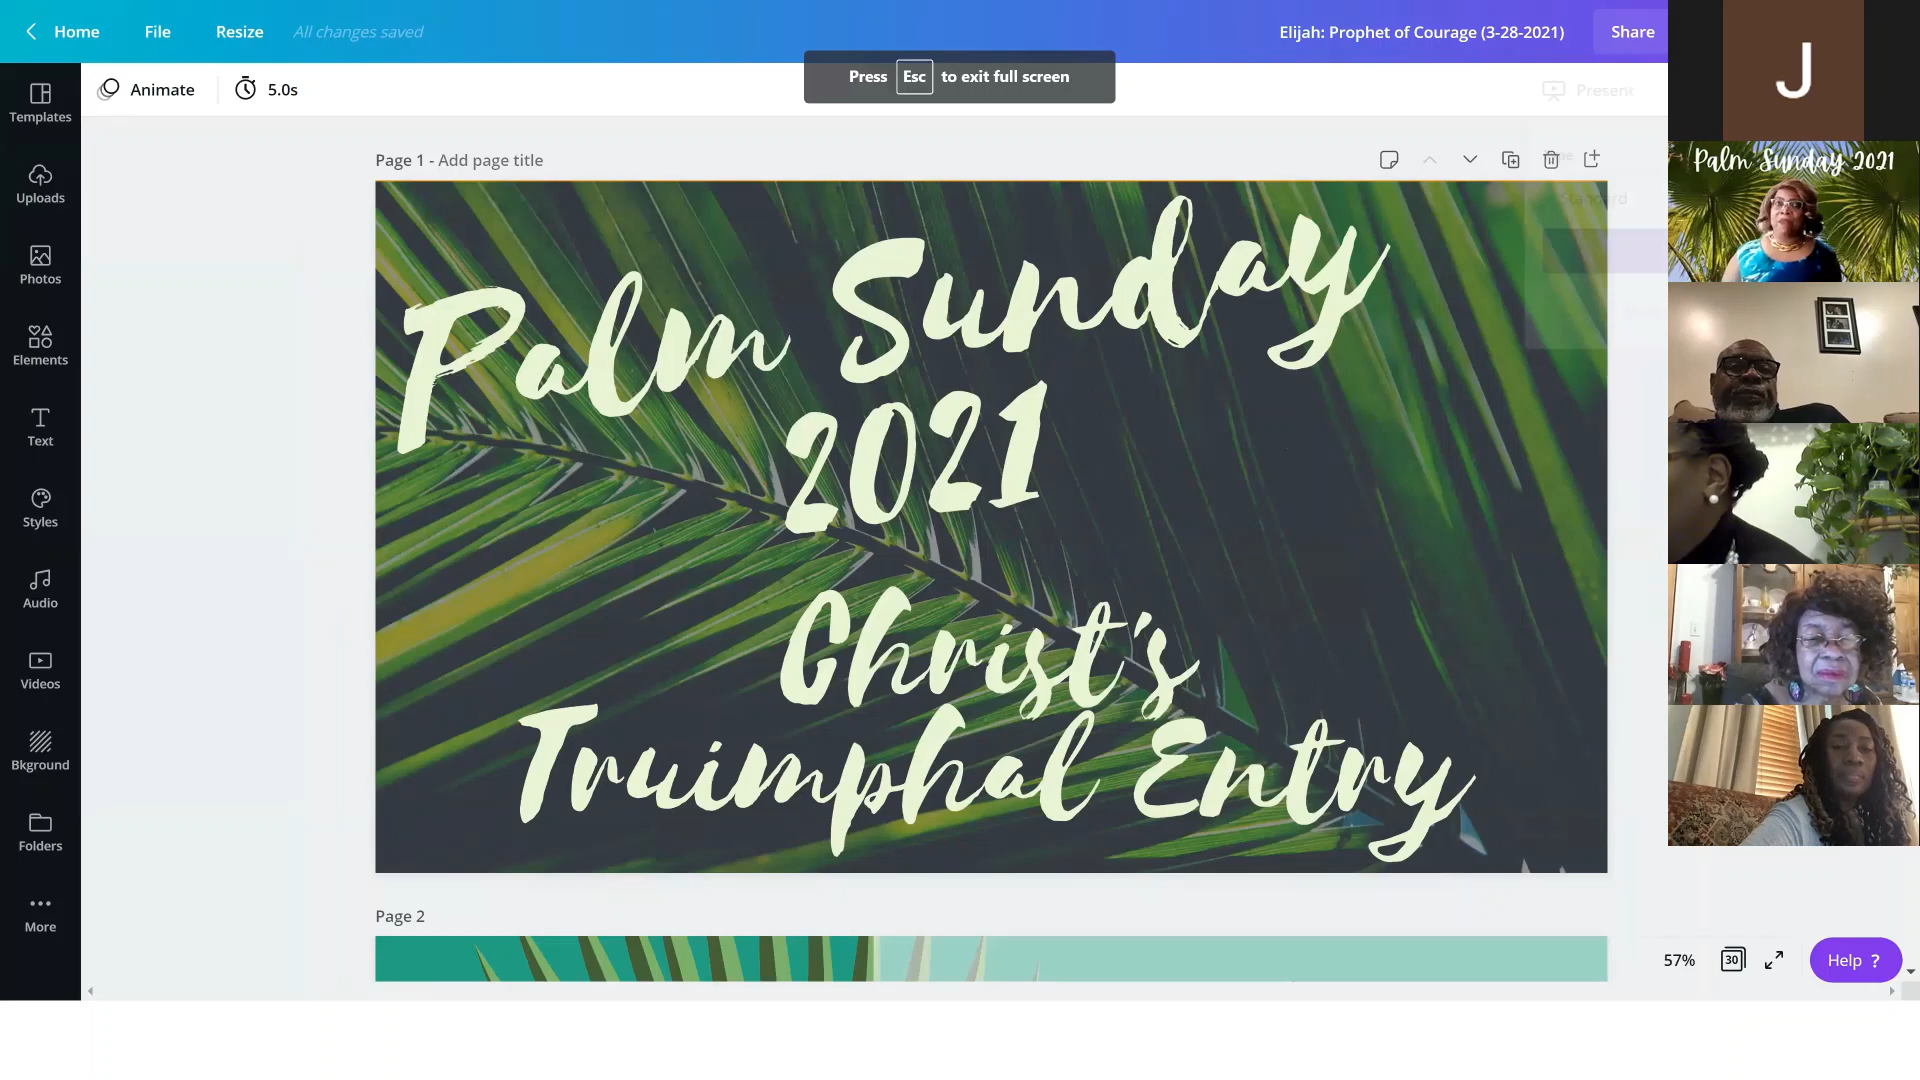 Home File Resize All changes saved Elijah: Prophet of Courage (3-28-2021) Share
Press Esc to exit full screen
Animate 5.0s Present
Templates
Uploads
Photos
Elements
Text
Styles
Audio
Videos
Bkground
Folders
More
Page 1 - Add page title
Standard
Palm Sunday
2021
Christ's
Truimphal Entry
Page 2
J
Palm Sunday 2021
57% 30 Help ?